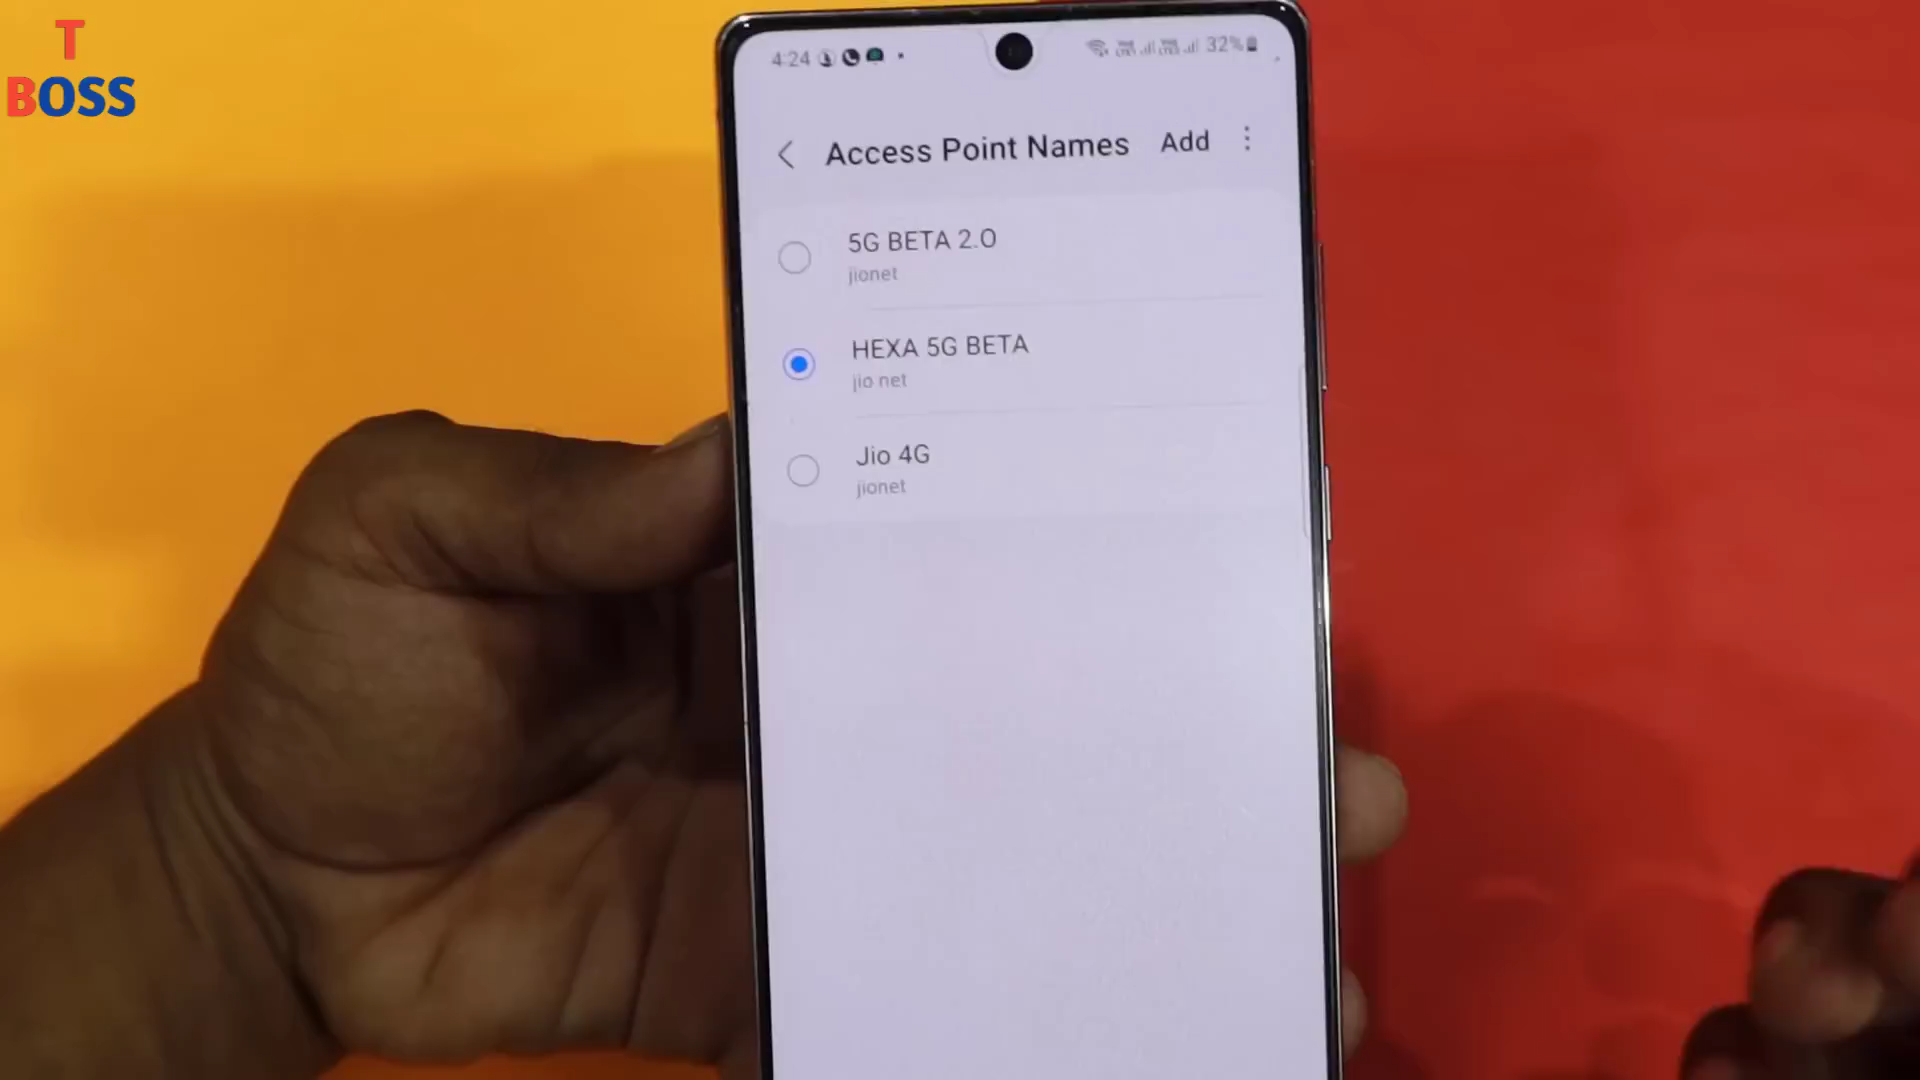 T
BOSS
4:24
32%
Access Point Names Add
5G BETA 2.O
jionet
HEXA 5G BETA
jio net
Jio 4G
jionet